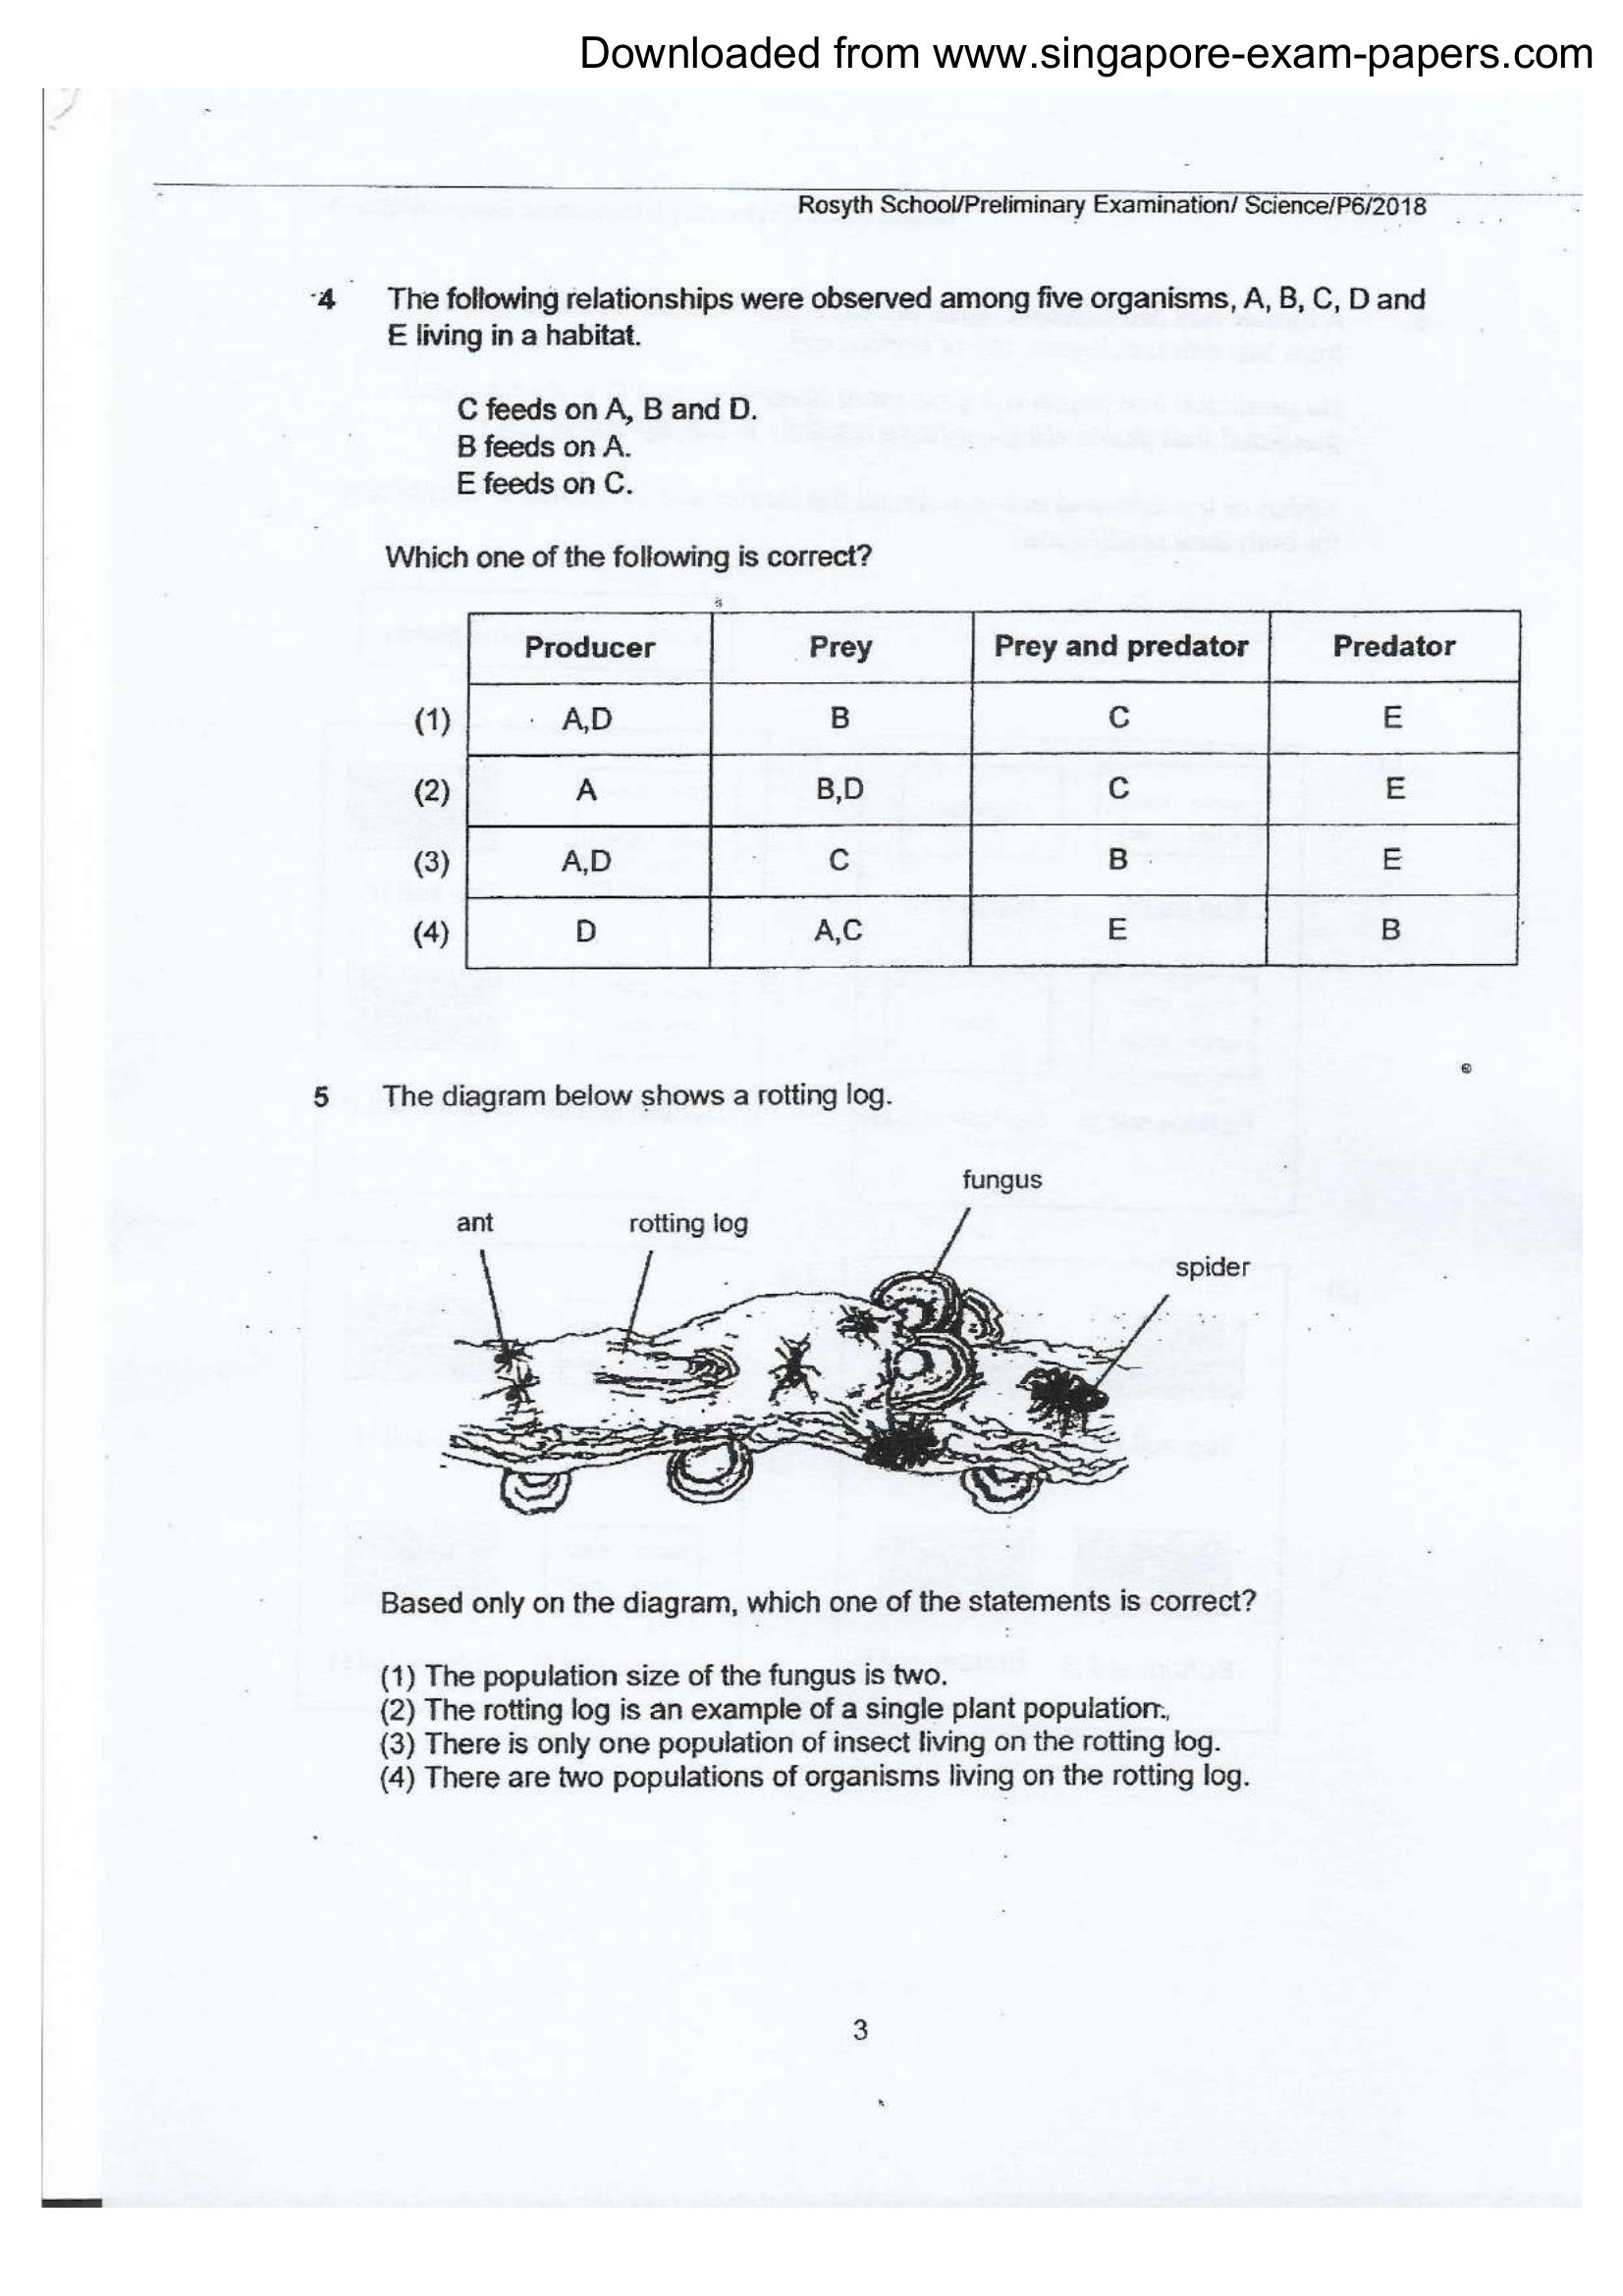 Downloaded from www.singapore-exam-papers.com
Rosyth School/Preliminary Examination/ Science/P6/2018
4 The following relationships were observed among five organisms, A, B, C, D and
E living in a habitat.
C feeds on A, B and D.
B feeds on A.
E feeds on C.
Which one of the following is correct?
Producer Prey Prey and predator Predator
(1) A,D B C E
(2) A B,D C E
(3) A,D C B E
(4) D A,C E B
5 The diagram below shows a rotting log.
fungus
ant rotting log
spider
Based only on the diagram, which one of the statements is correct?
(1) The population size of the fungus is two.
(2) The rotting log is an example of a single plant population.
(3) There is only one population of insect living on the rotting log.
(4) There are two populations of organisms living on the rotting log.
3